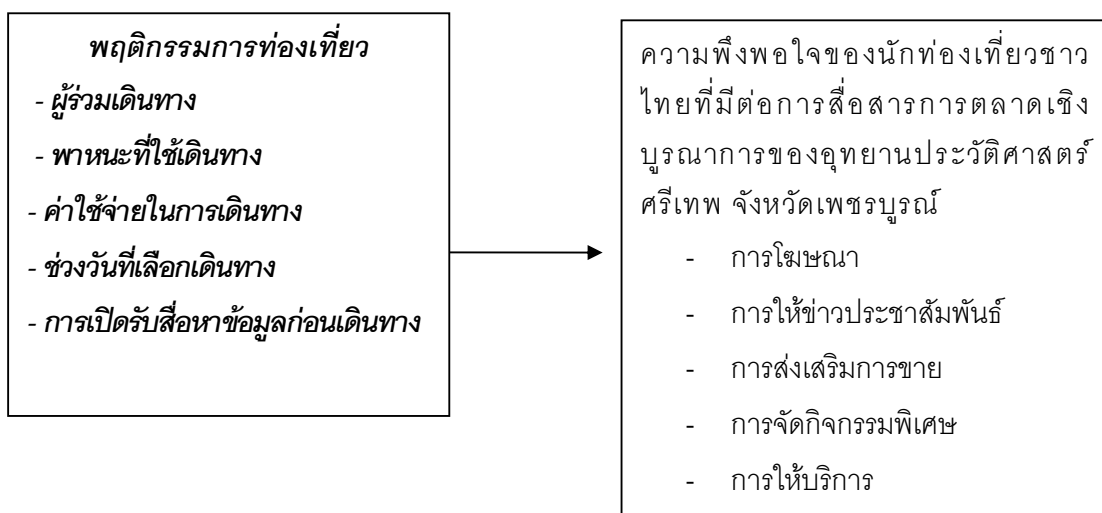 พฤติกรรมการท่องเที่ยว
- ผู้ร่วมเดินทาง
- พาหนะที่ใช้เดินทาง
- ค่าใช้จ่ายในการเดินทาง
- ช่วงวันที่เลือกเดินทาง
- การเปิดรับสื่อหาข้อมูลก่อนเดินทาง
ความพึงพอใจของนักท่องเที่ยวชาว
ไทยที่มีต่อการสื่อสารการตลาดเชิง
บูรณาการของอุทยานประวัติศาสตร์
ศรีเทพ จังหวัดเพชรบูรณ์
- การโฆษณา
- การให้ข่าวประชาสัมพันธ์
- การส่งเสริมการขาย
- การจัดกิจกรรมพิเศษ
- การให้บริการ